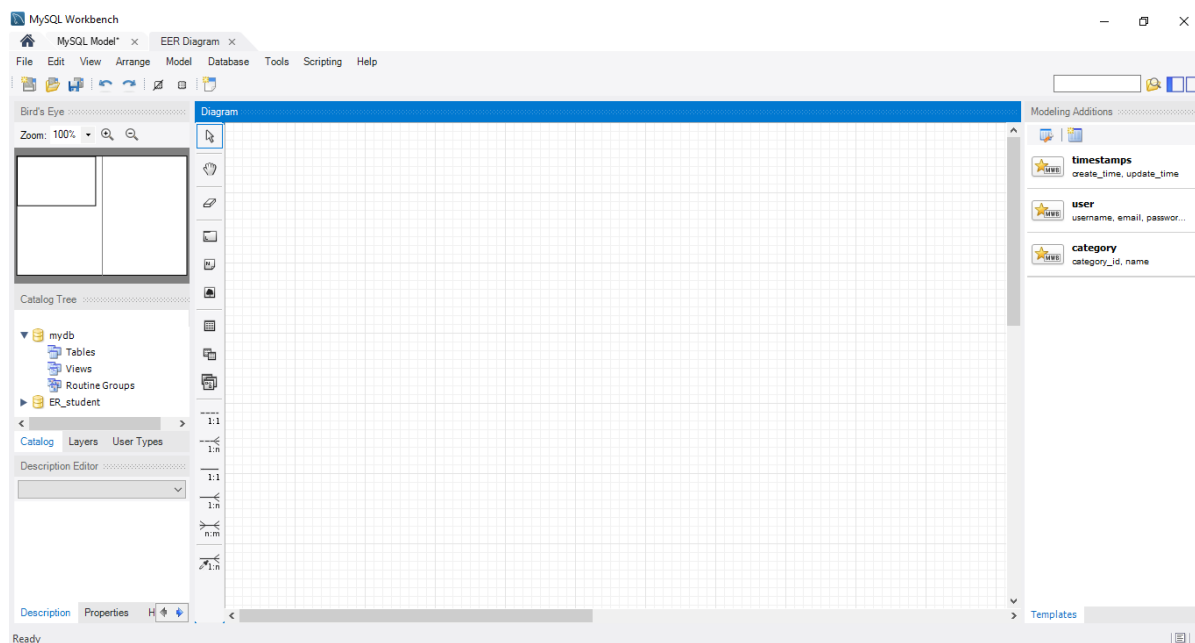 MySQL Workbench
MySQL Model* EER Diagram
File Edit View Arrange Model Database Tools Scripting Help
Bird's Eye
Diagram
Modeling Additions
Zoom: 100%
timestamps
create_time, update_time
user
username, email, passwor...
category
category_id, name
Catalog Tree
mydb
Tables
Views
Routine Groups
ER_student
Catalog Layers User Types
Description Editor
1:1
1:n
1:1
1:n
n:m
1:n
Description Properties H
Templates
Ready